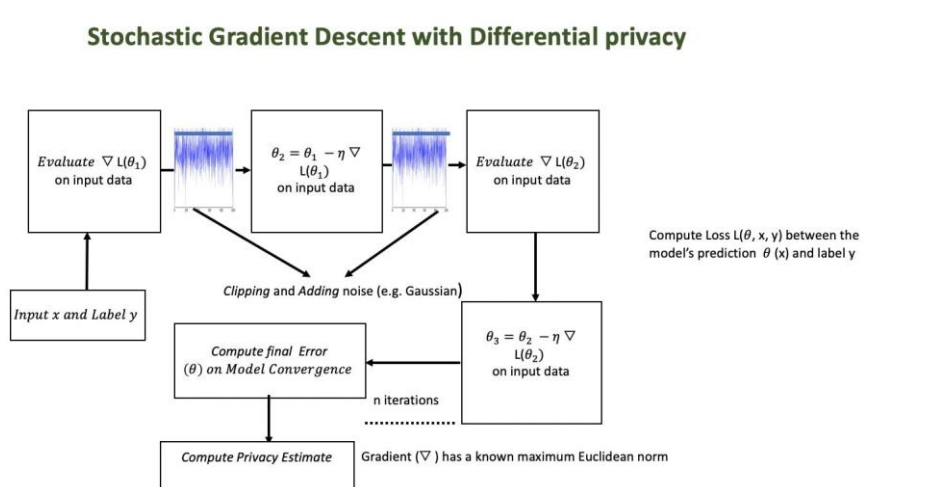 Stochastic Gradient Descent with Differential privacy
Evaluate ∇ L(θ₁)
on input data
θ₂ = θ₁ − η ∇
L(θ₁)
on input data
Evaluate ∇ L(θ₂)
on input data
Compute Loss L(θ, x, y) between the
model's prediction θ (x) and label y
Clipping and Adding noise (e.g. Gaussian)
Input x and Label y
θ₃ = θ₂ − η ∇
L(θ₂)
on input data
Compute final Error
(θ) on Model Convergence
n iterations
Compute Privacy Estimate
Gradient (∇ ) has a known maximum Euclidean norm